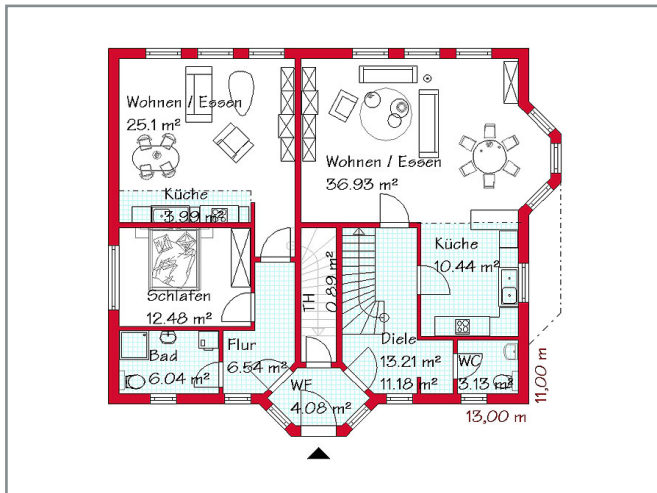 Wohnen / Essen
25.1 m²
Wohnen / Essen
36.93 m²
Küche
3.99 m²
Küche
10.44 m²
Schlafen
12.48 m²
TH
0.89 m²
Bad
6.04 m²
Flur
6.54 m²
Diele
13.21 m²
11.18 m²
WC
3.13 m²
WF
4.08 m²
11,00 m
13,00 m